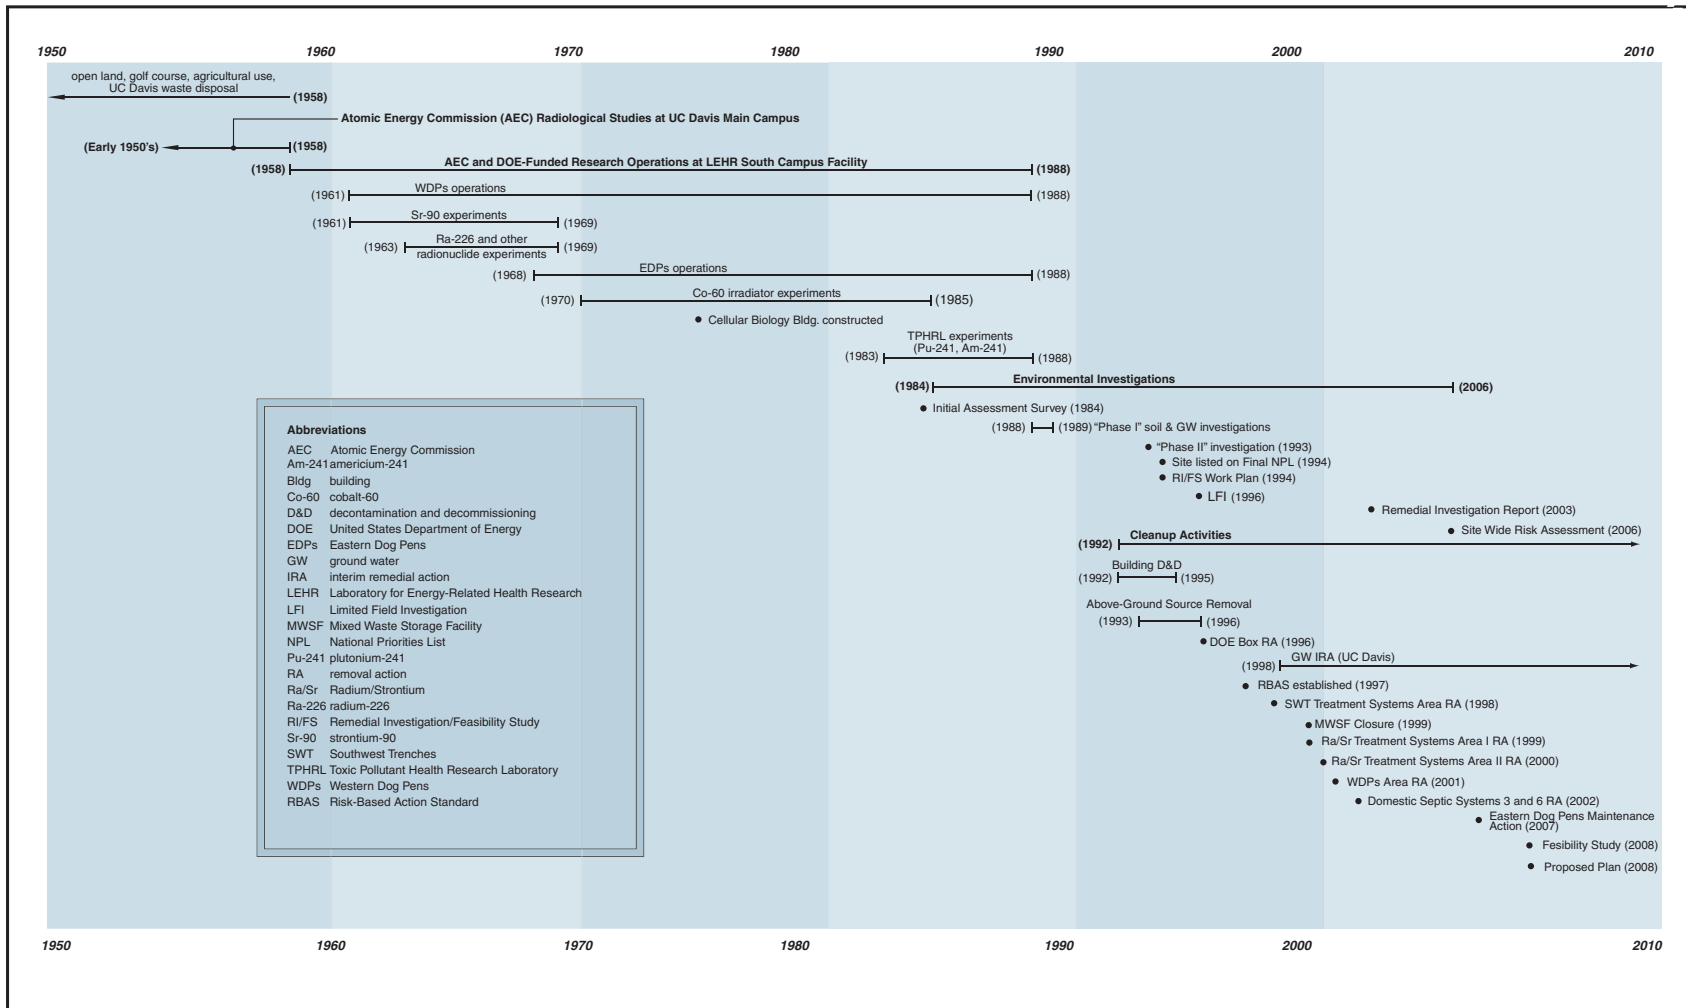 1950 1960 1970 1980 1990 2000 2010
open land, golf course, agricultural use,
UC Davis waste disposal
(1958)
Atomic Energy Commission (AEC) Radiological Studies at UC Davis Main Campus
(Early 1950's) (1958)
AEC and DOE-Funded Research Operations at LEHR South Campus Facility
(1958) (1988)
WDPs operations
(1961) (1988)
Sr-90 experiments
(1961) (1969)
Ra-226 and other
(1963) (1969)
radionuclide experiments
EDPs operations
(1968) (1988)
Co-60 irradiator experiments
(1970) (1985)
Cellular Biology Bldg. constructed
TPHRL experiments
(Pu-241, Am-241)
(1983) (1988)
Environmental Investigations
(1984) (2006)
Initial Assessment Survey (1984)
(1988) (1989) “Phase I” soil & GW investigations
“Phase II” investigation (1993)
Site listed on Final NPL (1994)
RI/FS Work Plan (1994)
LFI (1996)
Remedial Investigation Report (2003)
Site Wide Risk Assessment (2006)
Cleanup Activities
(1992)
Building D&D
(1992) (1995)
Above-Ground Source Removal
(1993) (1996)
DOE Box RA (1996)
GW IRA (UC Davis)
(1998)
RBAS established (1997)
SWT Treatment Systems Area RA (1998)
MWSF Closure (1999)
Ra/Sr Treatment Systems Area I RA (1999)
Ra/Sr Treatment Systems Area II RA (2000)
WDPs Area RA (2001)
Domestic Septic Systems 3 and 6 RA (2002)
Eastern Dog Pens Maintenance
Action (2007)
Fesibility Study (2008)
Proposed Plan (2008)
Abbreviations
AEC Atomic Energy Commission
Am-241 americium-241
Bldg building
Co-60 cobalt-60
D&D decontamination and decommissioning
DOE United States Department of Energy
EDPs Eastern Dog Pens
GW ground water
IRA interim remedial action
LEHR Laboratory for Energy-Related Health Research
LFI Limited Field Investigation
MWSF Mixed Waste Storage Facility
NPL National Priorities List
Pu-241 plutonium-241
RA removal action
Ra/Sr Radium/Strontium
Ra-226 radium-226
RI/FS Remedial Investigation/Feasibility Study
Sr-90 strontium-90
SWT Southwest Trenches
TPHRL Toxic Pollutant Health Research Laboratory
WDPs Western Dog Pens
RBAS Risk-Based Action Standard
1950 1960 1970 1980 1990 2000 2010